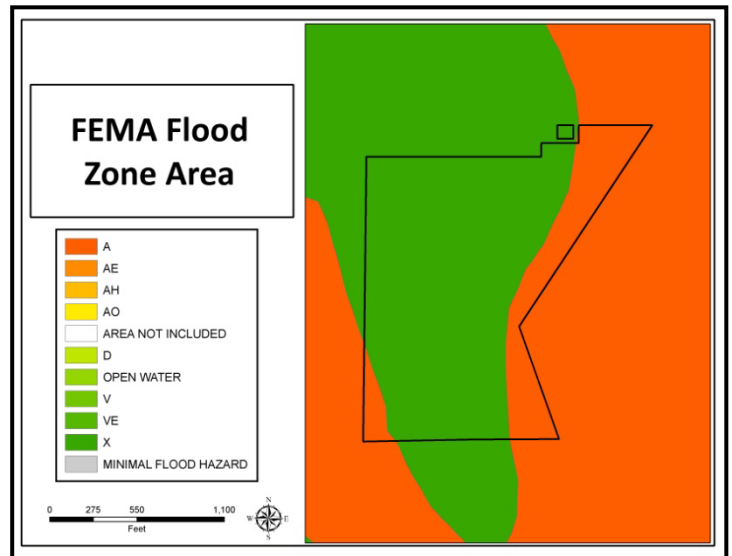 FEMA Flood
Zone Area
A
AE
AH
AO
AREA NOT INCLUDED
D
OPEN WATER
V
VE
X
MINIMAL FLOOD HAZARD
0 275 550 1,100
Feet
N
W E
S